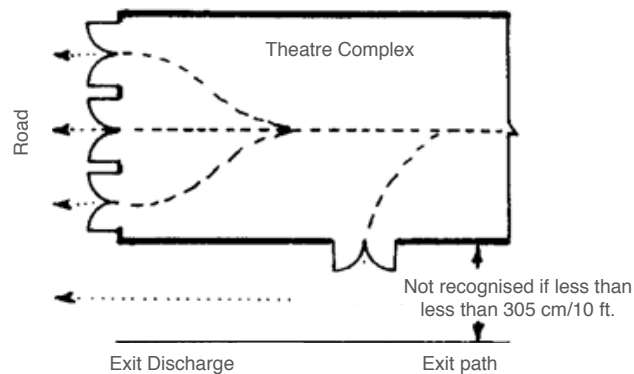 Theatre Complex
Road
Not recognised if less than
less than 305 cm/10 ft.
Exit Discharge
Exit path